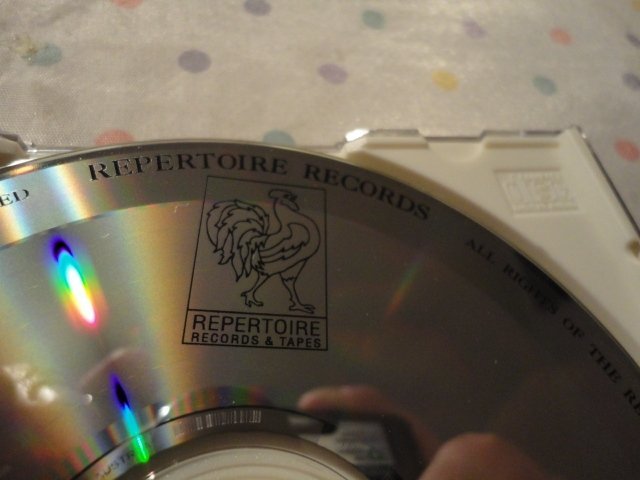 ED
REPERTOIRE RECORDS
ALL RIGHTS OF THE
REPERTOIRE
RECORDS & TAPES